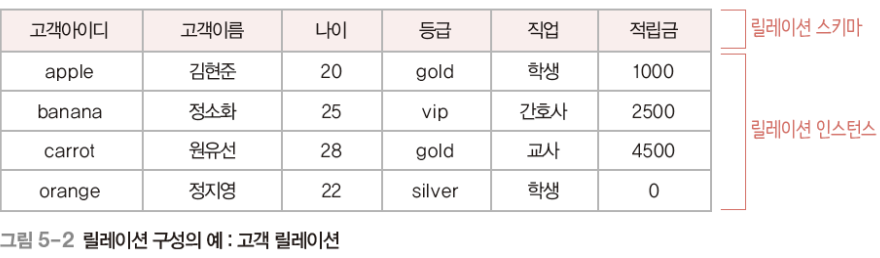 고객아이디 고객이름 나이 등급 직업 적립금 릴레이션 스키마
apple 김현준 20 gold 학생 1000
banana 정소화 25 vip 간호사 2500
릴레이션 인스턴스
carrot 원유선 28 gold 교사 4500
orange 정지영 22 silver 학생 0
그림 5-2 릴레이션 구성의 예 : 고객 릴레이션